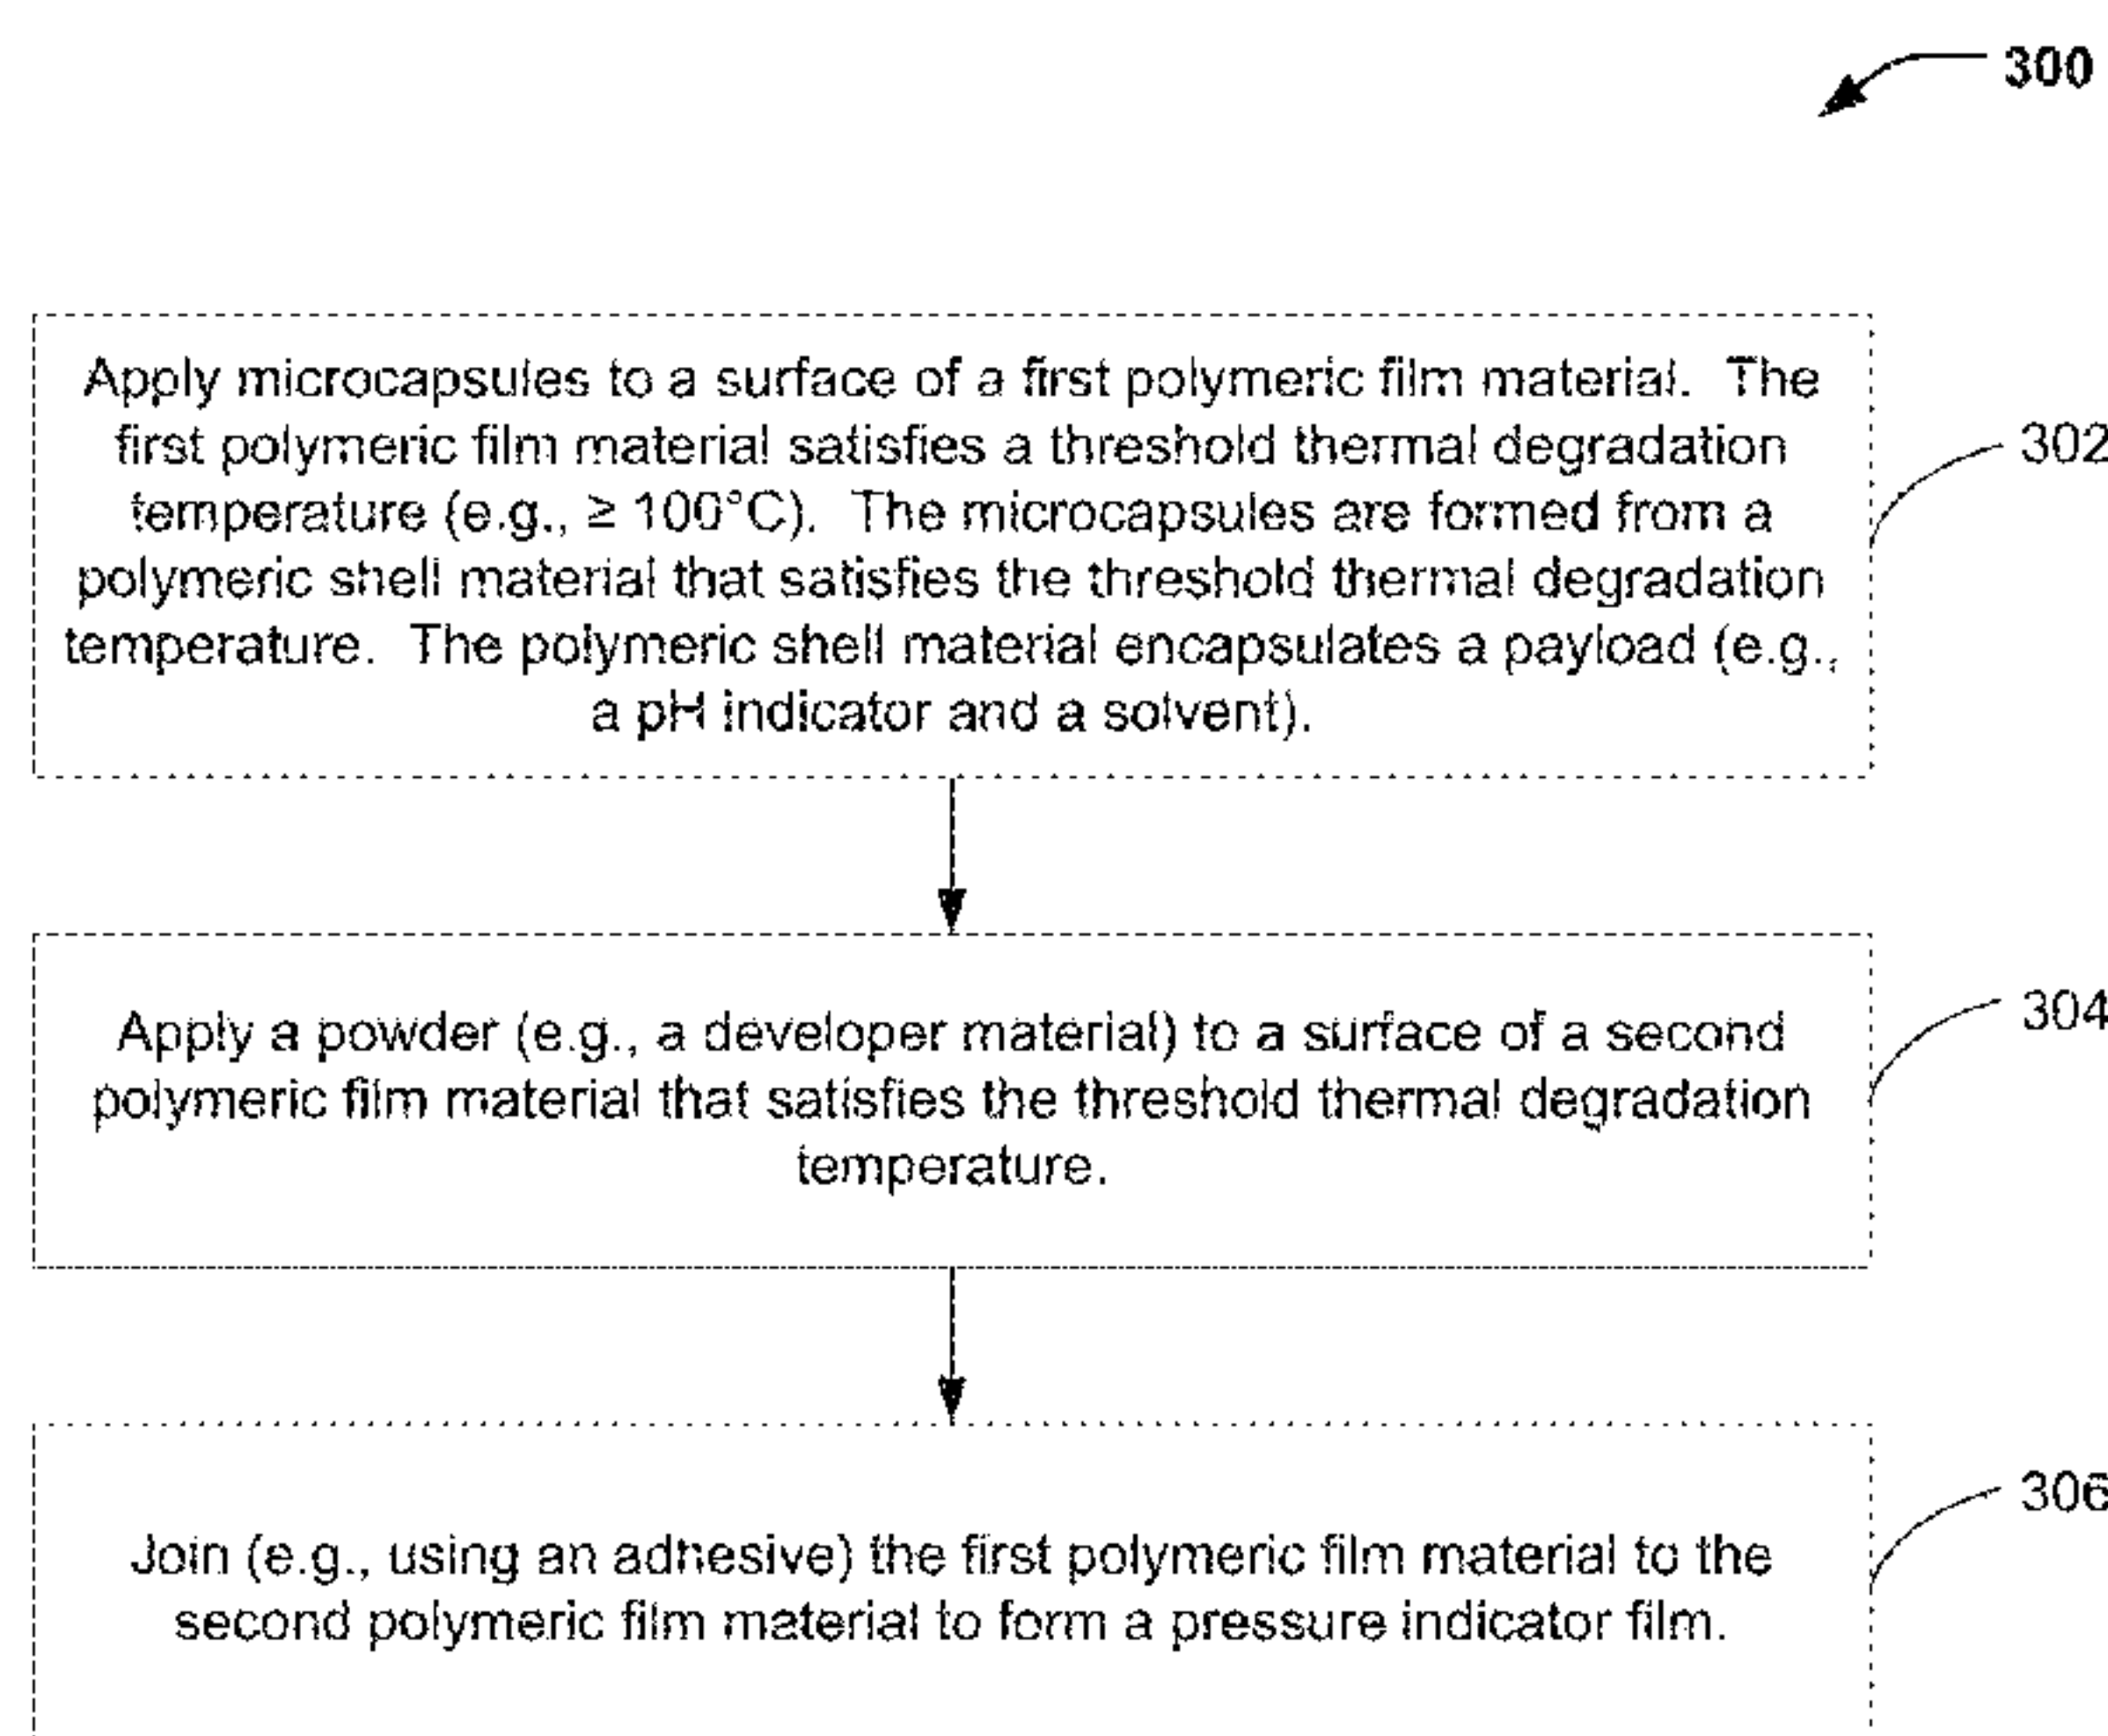 300
Apply microcapsules to a surface of a first polymeric film material. The
first polymeric film material satisfies a threshold thermal degradation
temperature (e.g., ≥ 100°C). The microcapsules are formed from a
polymeric shell material that satisfies the threshold thermal degradation
temperature. The polymeric shell material encapsulates a payload (e.g.,
a pH indicator and a solvent).
302
Apply a powder (e.g., a developer material) to a surface of a second
polymeric film material that satisfies the threshold thermal degradation
temperature.
304
Join (e.g., using an adhesive) the first polymeric film material to the
second polymeric film material to form a pressure indicator film.
306